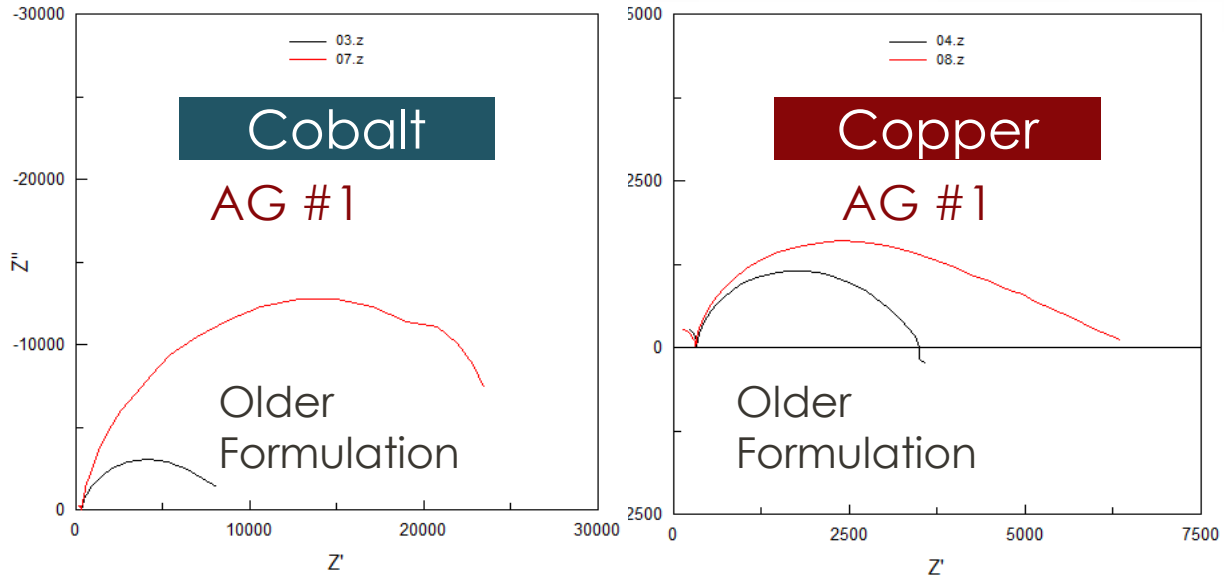 -30000
03.z
07.z
Cobalt
AG #1
-20000
Z''
-10000
Older
Formulation
0
0
10000
20000
30000
Z'
5000
04.z
08.z
Copper
AG #1
2500
0
Older
Formulation
2500
0
2500
5000
7500
Z'